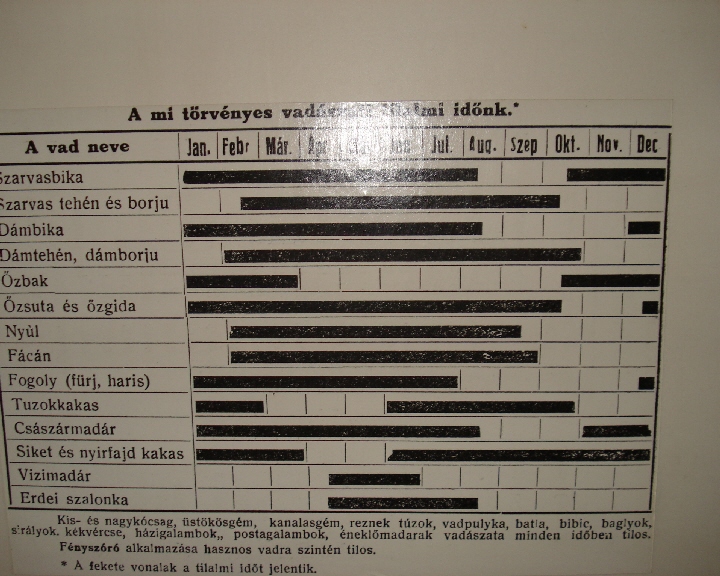 A mi törvényes tilalmi időnk.*
A vad neve Jan. Febr Már. Jul. Aug. Szep Okt. Nov. Dec
Szarvasbika
Szarvas tehén és borju
Dámbika
Dámtehén, dámborju
Őzbak
Őzsuta és őzgida
Nyùl
Fácán
Fogoly (fürj, haris)
Tuzokkakas
Császármadár
Siket és nyirfajd kakas
Vizimadár
Erdei szalonka
Kis- és nagykócsag, üstökösgém, kanalasgém, reznek túzok, vadpulyka, batla, bibic, baglyok,
sirályok, kékvércse, házigalambok,, postagalambok, éneklőmadarak vadászata minden időben tilos.
Fényszóró alkalmazása hasznos vadra szintén tilos.
* A fekete vonalak a tilalmi időt jelentik.